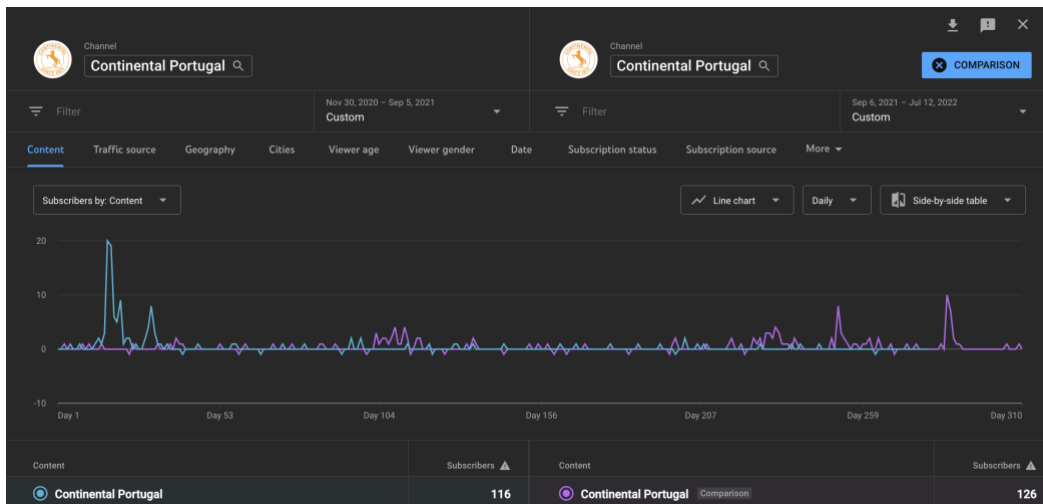 Channel
Continental Portugal
Channel
Continental Portugal
COMPARISON
Filter
Nov 30, 2020 – Sep 5, 2021
Custom
Filter
Sep 6, 2021 – Jul 12, 2022
Custom
Content Traffic source Geography Cities Viewer age Viewer gender Date Subscription status Subscription source More
Subscribers by: Content
Line chart
Daily
Side-by-side table
20
10
0
-10
Day 1 Day 53 Day 104 Day 156 Day 207 Day 259 Day 310
Content Subscribers Content Subscribers
Continental Portugal 116 Continental Portugal Comparison 126